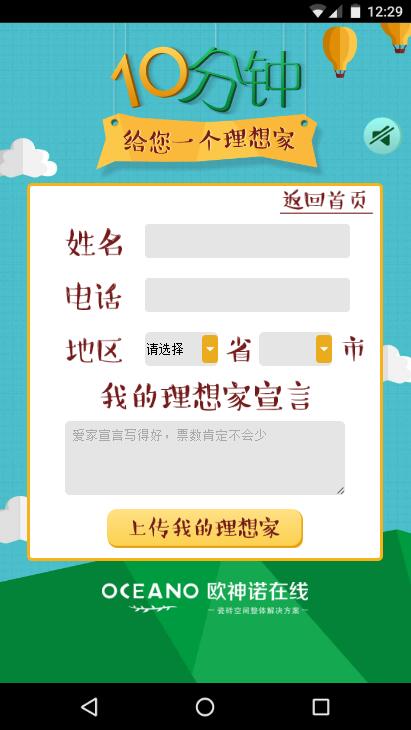 12:29
10分钟
给您一个理想家
返回首页
姓名
电话
地区 请选择 省 市
我的理想家宣言
爱家宣言写得好，票数肯定不会少
上传我的理想家
OCEANO 欧神诺在线
瓷砖空间整体解决方案